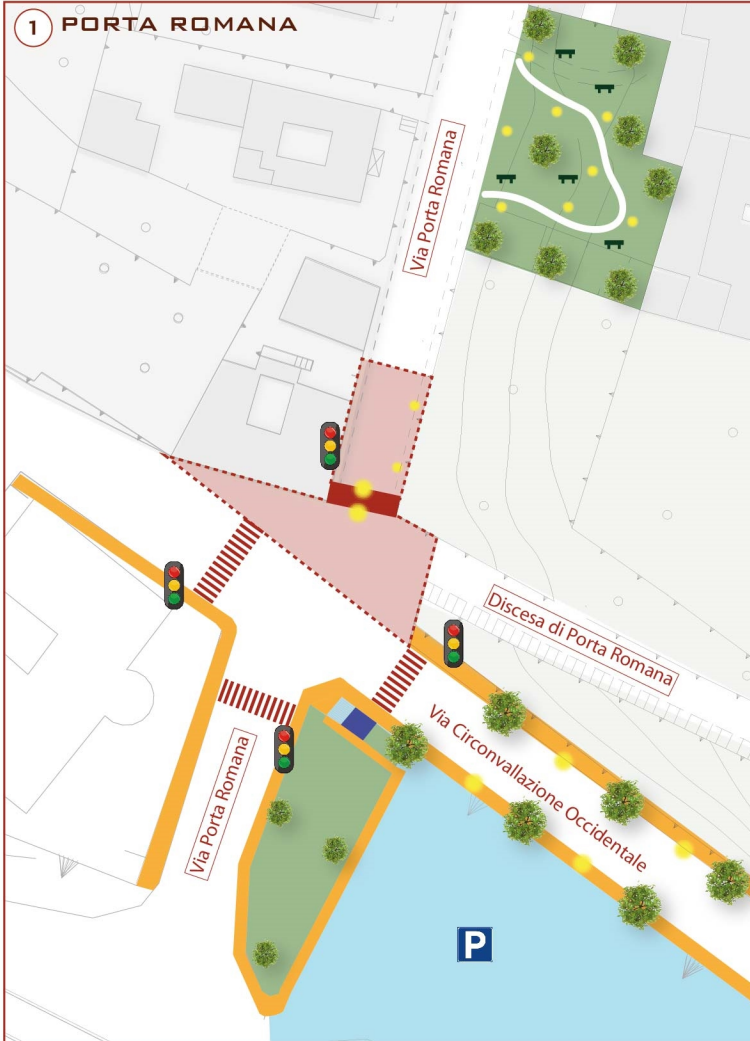 1 PORTA ROMANA
Via Porta Romana
Discesa di Porta Romana
Via Circonvallazione Occidentale
Via Porta Romana
P